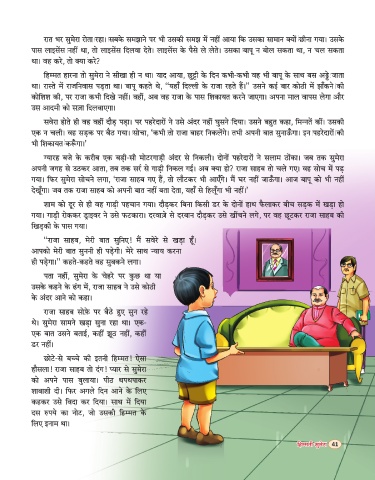 रात भर सुमेरा रोता रहा। सबके समझाने पर भी उसकी समझ में नहीं आया कि उसका सामान क्यों छीना गया। उसके
पास लाइसेंस नहीं था, तो लाइसेंस दिलवा देते। लाइसेंस के पैसे ले लेते। उसका बापू न बोल सकता था, न चल सकता
था। वह करे, तो क्या करे?
हिम्मत हारना तो सुमेरा ने सीखा ही न था। याद आया, छुट्टी के दिन कभी-कभी वह भी बापू के साथ बस अड्डे जाता
था। रास्ते में राजनिवास पड़ता था। बापू कहते थे, ‘‘यहाँ दिल्ली के राजा रहते हैं।’’ उसने कई बार कोठी में झाँकने की
कोशिश की, पर राजा कभी दिखे नहीं। वहीं, अब वह राजा के पास शिकायत करने जाएगा। अपना माल वापस लेगा और
उस आदमी को सज़ा दिलवाएगा।
सवेरा होते ही वह वहीं दौड़ पड़ा। पर पहरेदारों ने उसे अंदर नहीं घुसने दिया। उसने बहुत कहा, मिन्नतें कीं। उसकी
एक न चली। वह सड़क पर बैठ गया। सोचा, ‘कभी तो राजा बाहर निकलेंगे। तभी अपनी बात सुनाऊँगा। इन पहरेदारों की
भी शिकायत करूँगा।’
ग्यारह बजे के करीब एक बड़ी-सी मोटरगाड़ी अंदर से निकली। दोनों पहरेदारों ने सलाम ठोंका। जब तक सुमेरा
अपनी जगह से उठकर आता, तब तक सर्र से गाड़ी निकल गई। अब क्या हो? राजा साहब तो चले गए। वह सोच में पड़
गया। फिर सुमेरा सोचने लगा, ‘राजा साहब गए हैं, तो लौटकर भी आएँगे। मैं घर नहीं जाऊँगा। आज बापू को भी नहीं
देखूँगा। जब तक राजा साहब को अपनी बात नहीं बता देता, यहाँ से हिलूँगा भी नहीं’
शाम को दूर से ही वह गाड़ी पहचान गया। दौड़कर बिना किसी डर के दोनों हाथ फैलाकर बीच सड़क में खड़ा हो
गया। गाड़ी रोककर ड्राइवर ने उसे फटकारा। दरवाज़े से दरबान दौड़कर उसे खींचने लगे, पर वह छूटकर राजा साहब की
खिड़की के पास गया।
‘‘राजा साहब, मेरी बात सुनिए! मैं सवेरे से खड़ा हूँ।
आपको मेरी बात सुननी ही पड़ेगी। मेरे साथ न्याय करना
ही पड़ेगा।’’ कहते-कहते वह सुबकने लगा।
पता नहीं, सुमेरा के चेहरे पर कुछ था या
उसके कहने के ढंग में, राजा साहब ने उसे कोठी
के अंदर आने को कहा।
राजा साहब सोफ़े पर बैठे हुए सुन रहे
थे। सुमेरा सामने खड़ा सुना रहा था। एक-
एक बात उसने बताई, कहीं झूठ नहीं, कहीं
डर नहीं।
छोटे-से बच्चे की इतनी हिम्मत! ऐसा
हौसला! राजा साहब तो दंग! प्यार से सुमेरा
को अपने पास बुलाया। पीठ थपथपाकर
शाबाशी दी। फिर अगले दिन आने के लिए
कहकर उसे विदा कर दिया। साथ में दिया
दस रुपये का नोट, जो उसकी हिम्मत के
लिए इनाम था।
हिम्मती सुमेरा 41